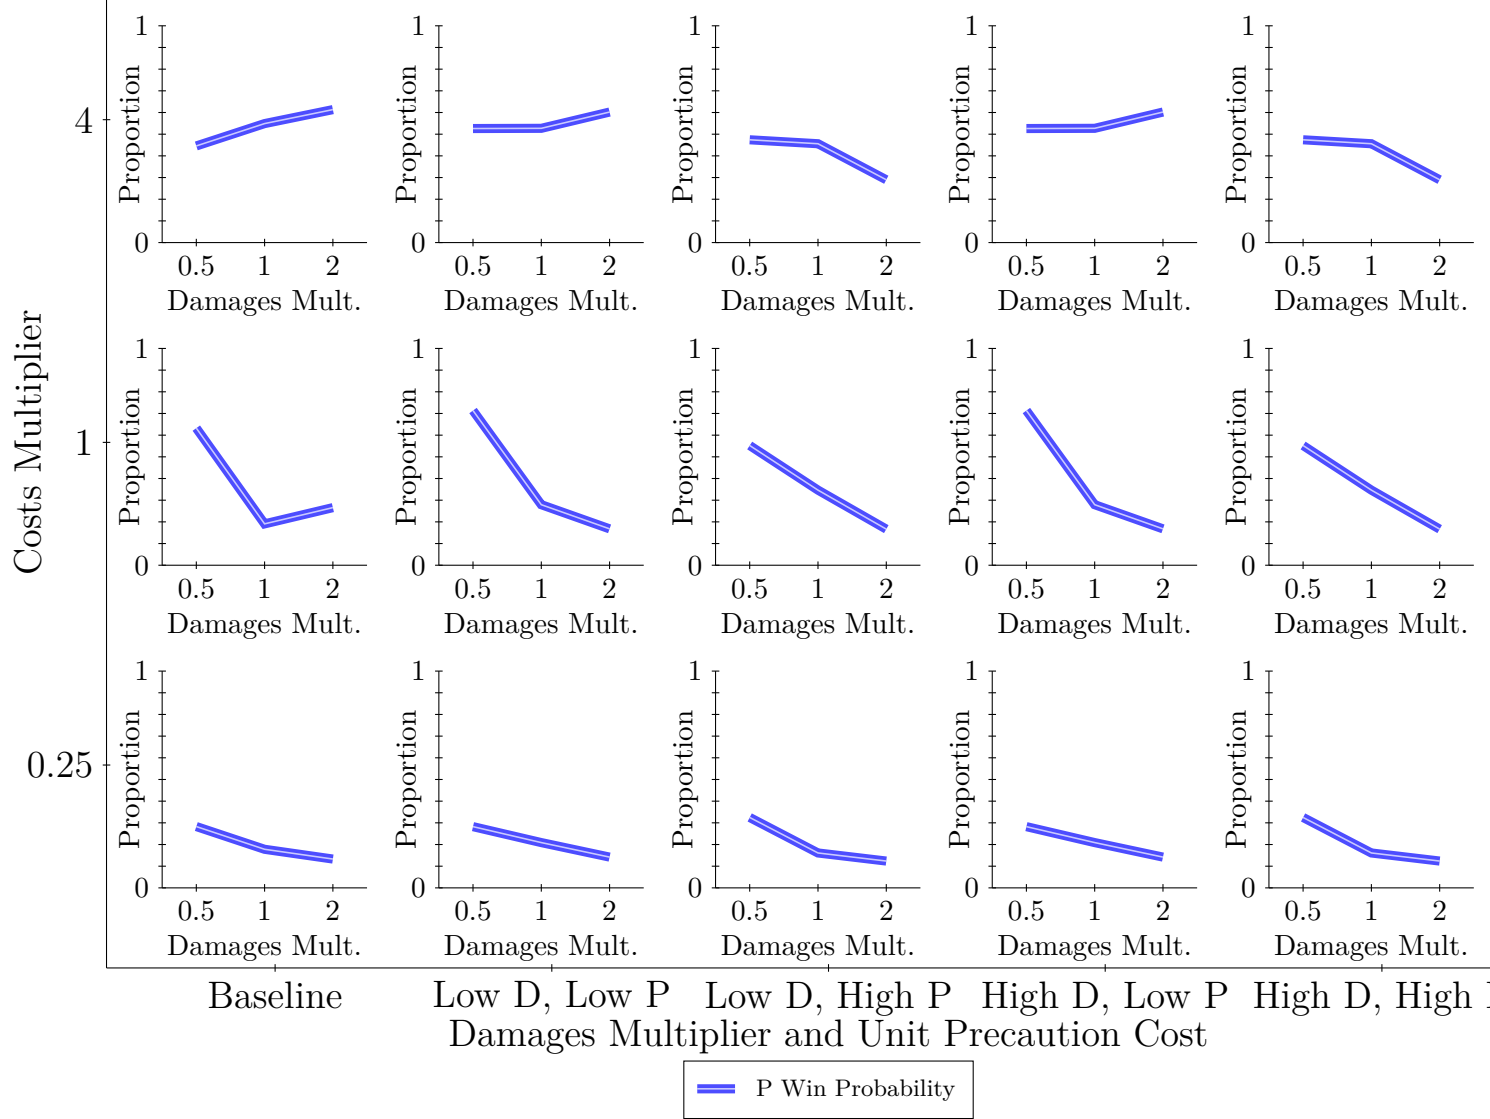 1 1 1 1 1
Proportion Proportion Proportion Proportion Proportion
4
0 0 0 0 0
0.5 1 2 0.5 1 2 0.5 1 2 0.5 1 2 0.5 1 2
Damages Mult. Damages Mult. Damages Mult. Damages Mult. Damages Mult.
Costs Multiplier
1 1 1 1 1
Proportion Proportion Proportion Proportion Proportion
1
0 0 0 0 0
0.5 1 2 0.5 1 2 0.5 1 2 0.5 1 2 0.5 1 2
Damages Mult. Damages Mult. Damages Mult. Damages Mult. Damages Mult.
1 1 1 1 1
Proportion Proportion Proportion Proportion Proportion
0.25
0 0 0 0 0
0.5 1 2 0.5 1 2 0.5 1 2 0.5 1 2 0.5 1 2
Damages Mult. Damages Mult. Damages Mult. Damages Mult. Damages Mult.
Baseline Low D, Low P Low D, High P High D, Low P High D, High
Damages Multiplier and Unit Precaution Cost
P Win Probability